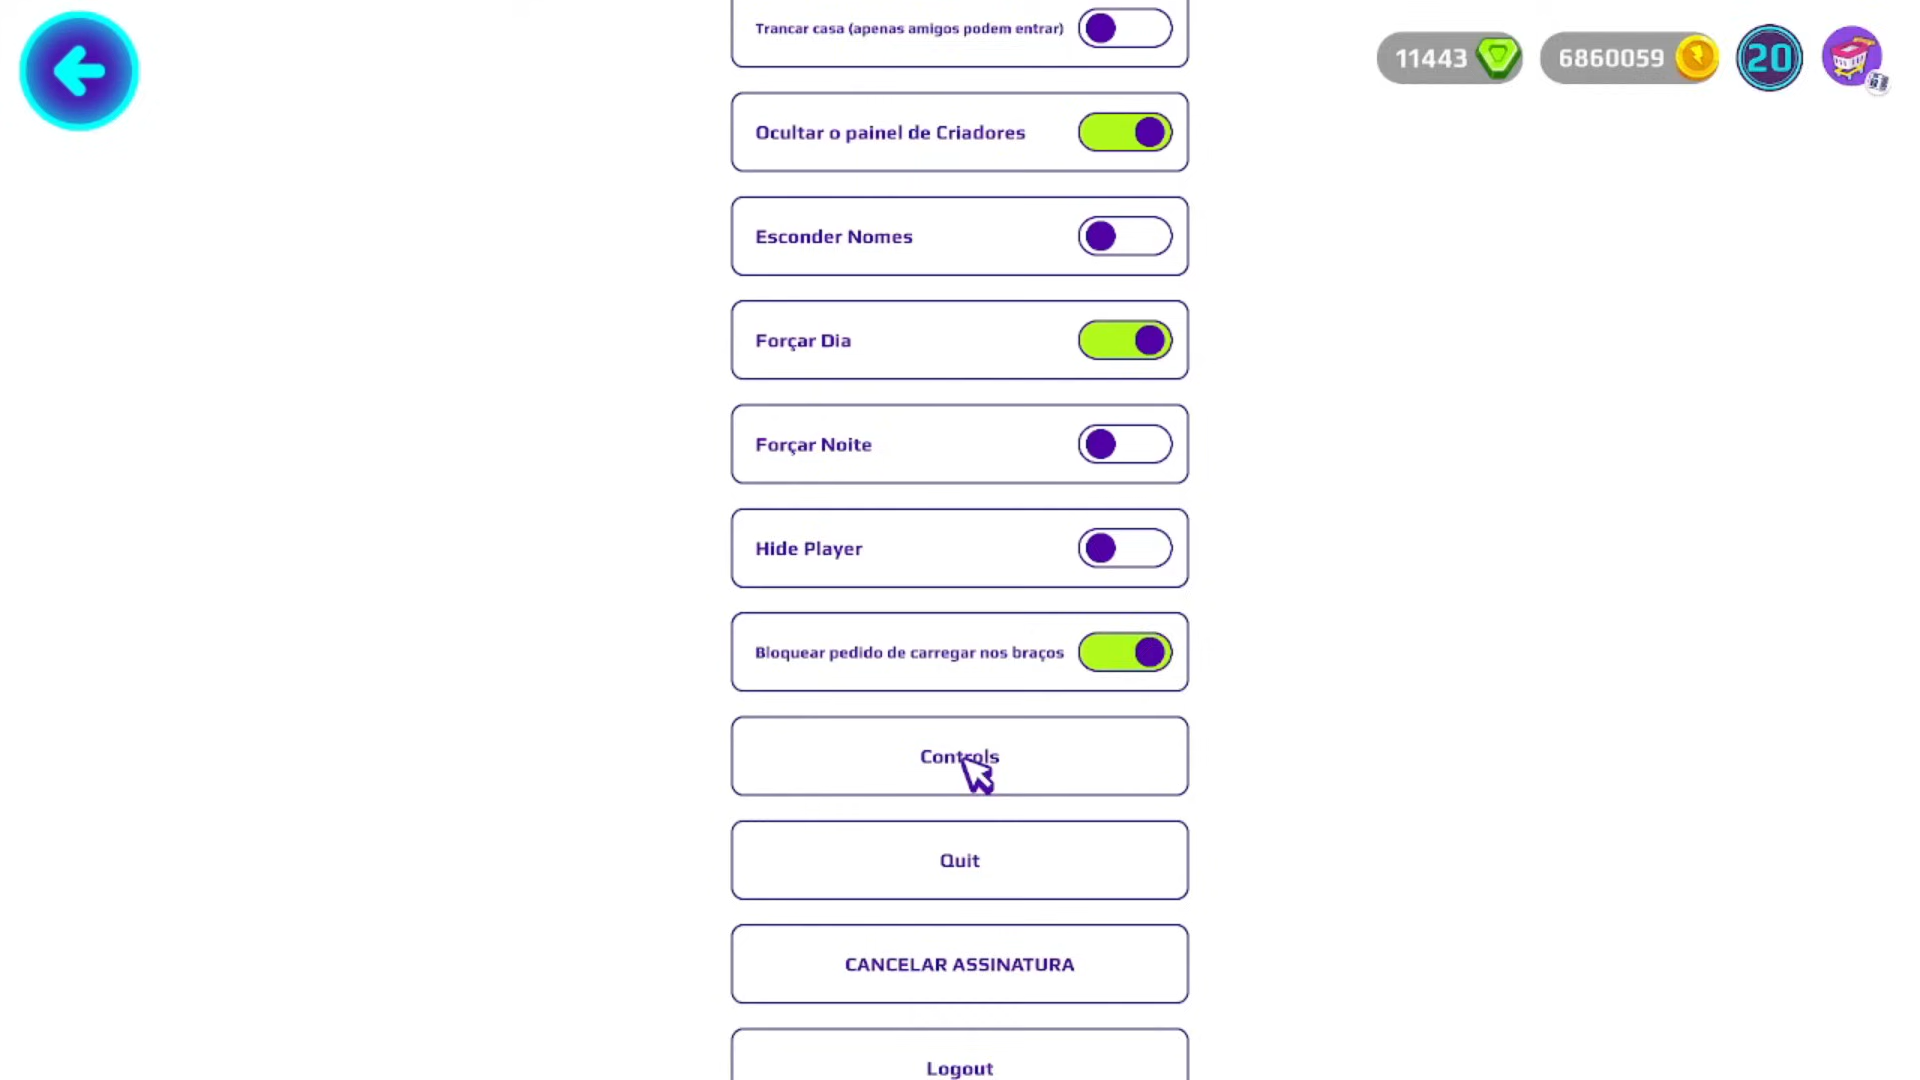 Trancar casa (apenas amigos podem entrar)
11443
6860059
20
Ocultar o painel de Criadores
Esconder Nomes
Forçar Dia
Forçar Noite
Hide Player
Bloquear pedido de carregar nos braços
Controls
Quit
CANCELAR ASSINATURA
Logout